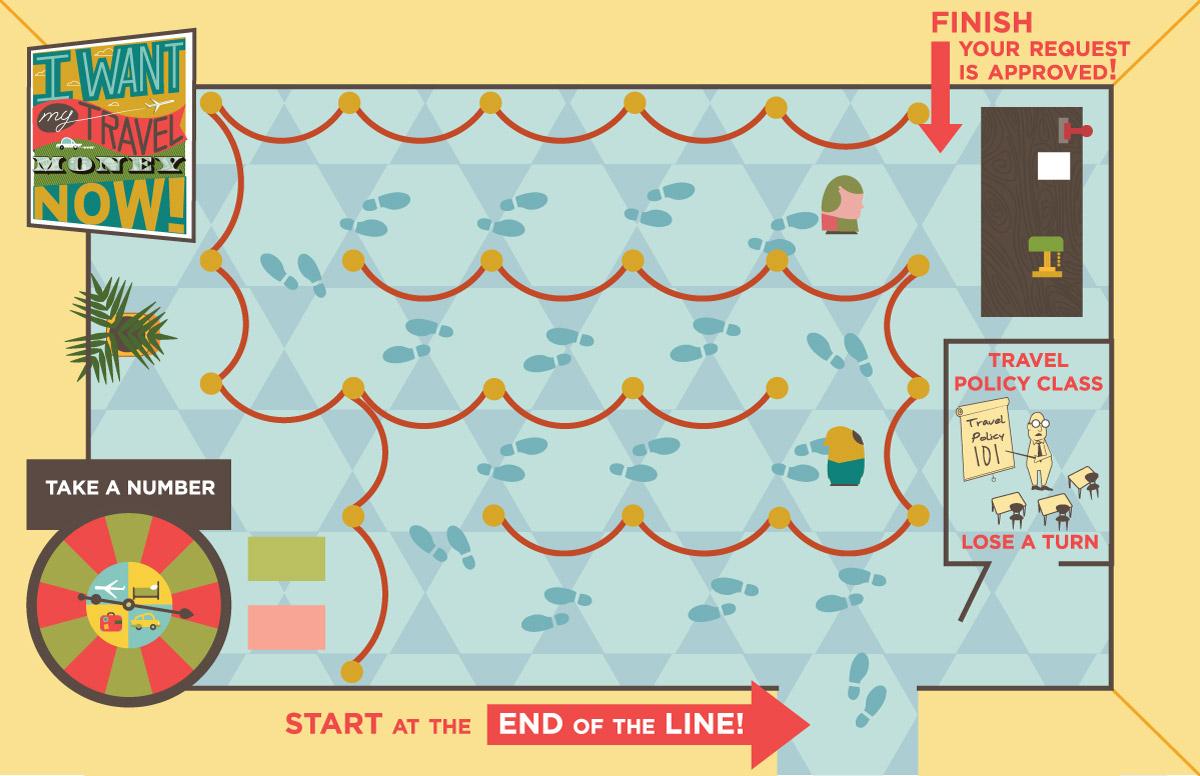 FINISH
YOUR REQUEST
IS APPROVED!
I WANT
my TRAVEL
MONEY
NOW!
TRAVEL
POLICY CLASS
Travel
Policy
101
LOSE A TURN
TAKE A NUMBER
START AT THE END OF THE LINE!